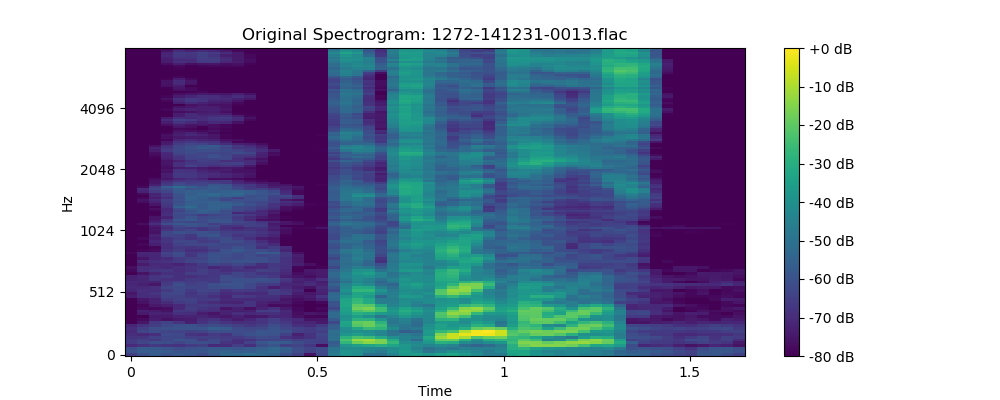 Original Spectrogram: 1272-141231-0013.flac
Hz
4096
2048
1024
512
0
0
0.5
1
1.5
Time
+0 dB
-10 dB
-20 dB
-30 dB
-40 dB
-50 dB
-60 dB
-70 dB
-80 dB